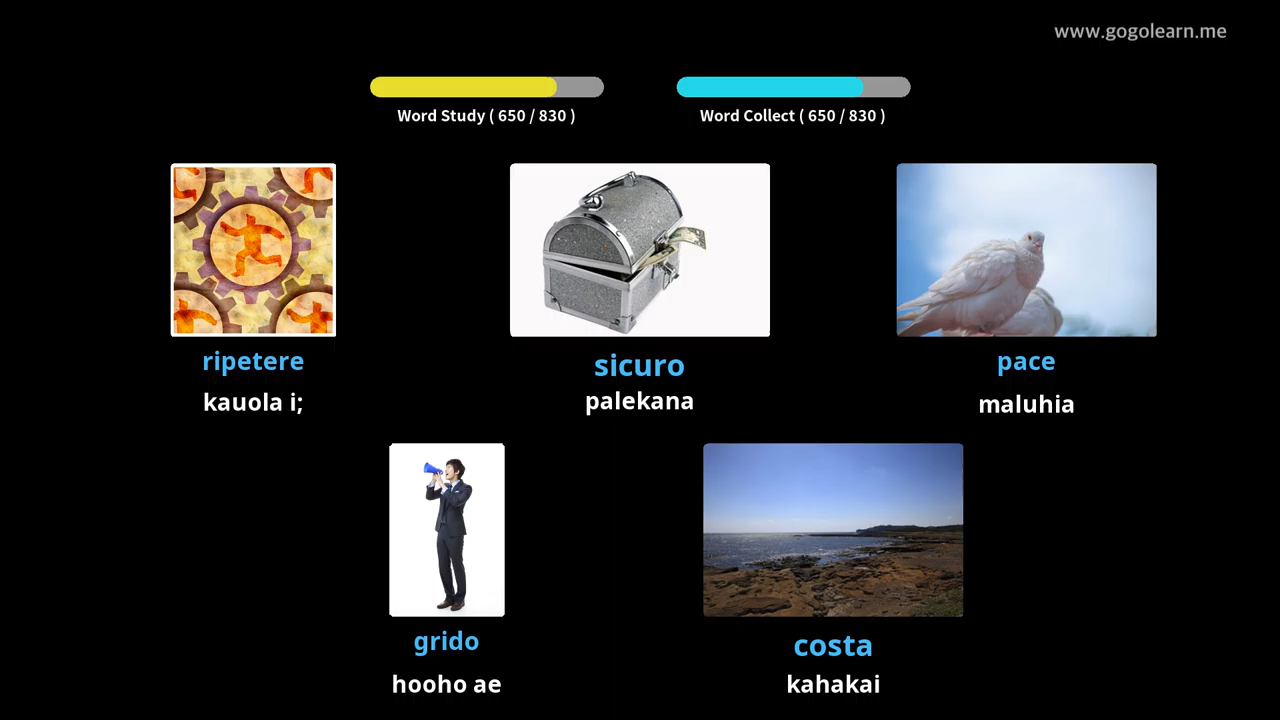 www.gogolearn.me
Word Study ( 650 / 830 )
Word Collect ( 650 / 830 )
ripetere
kauola i;
sicuro
palekana
pace
maluhia
grido
hooho ae
costa
kahakai